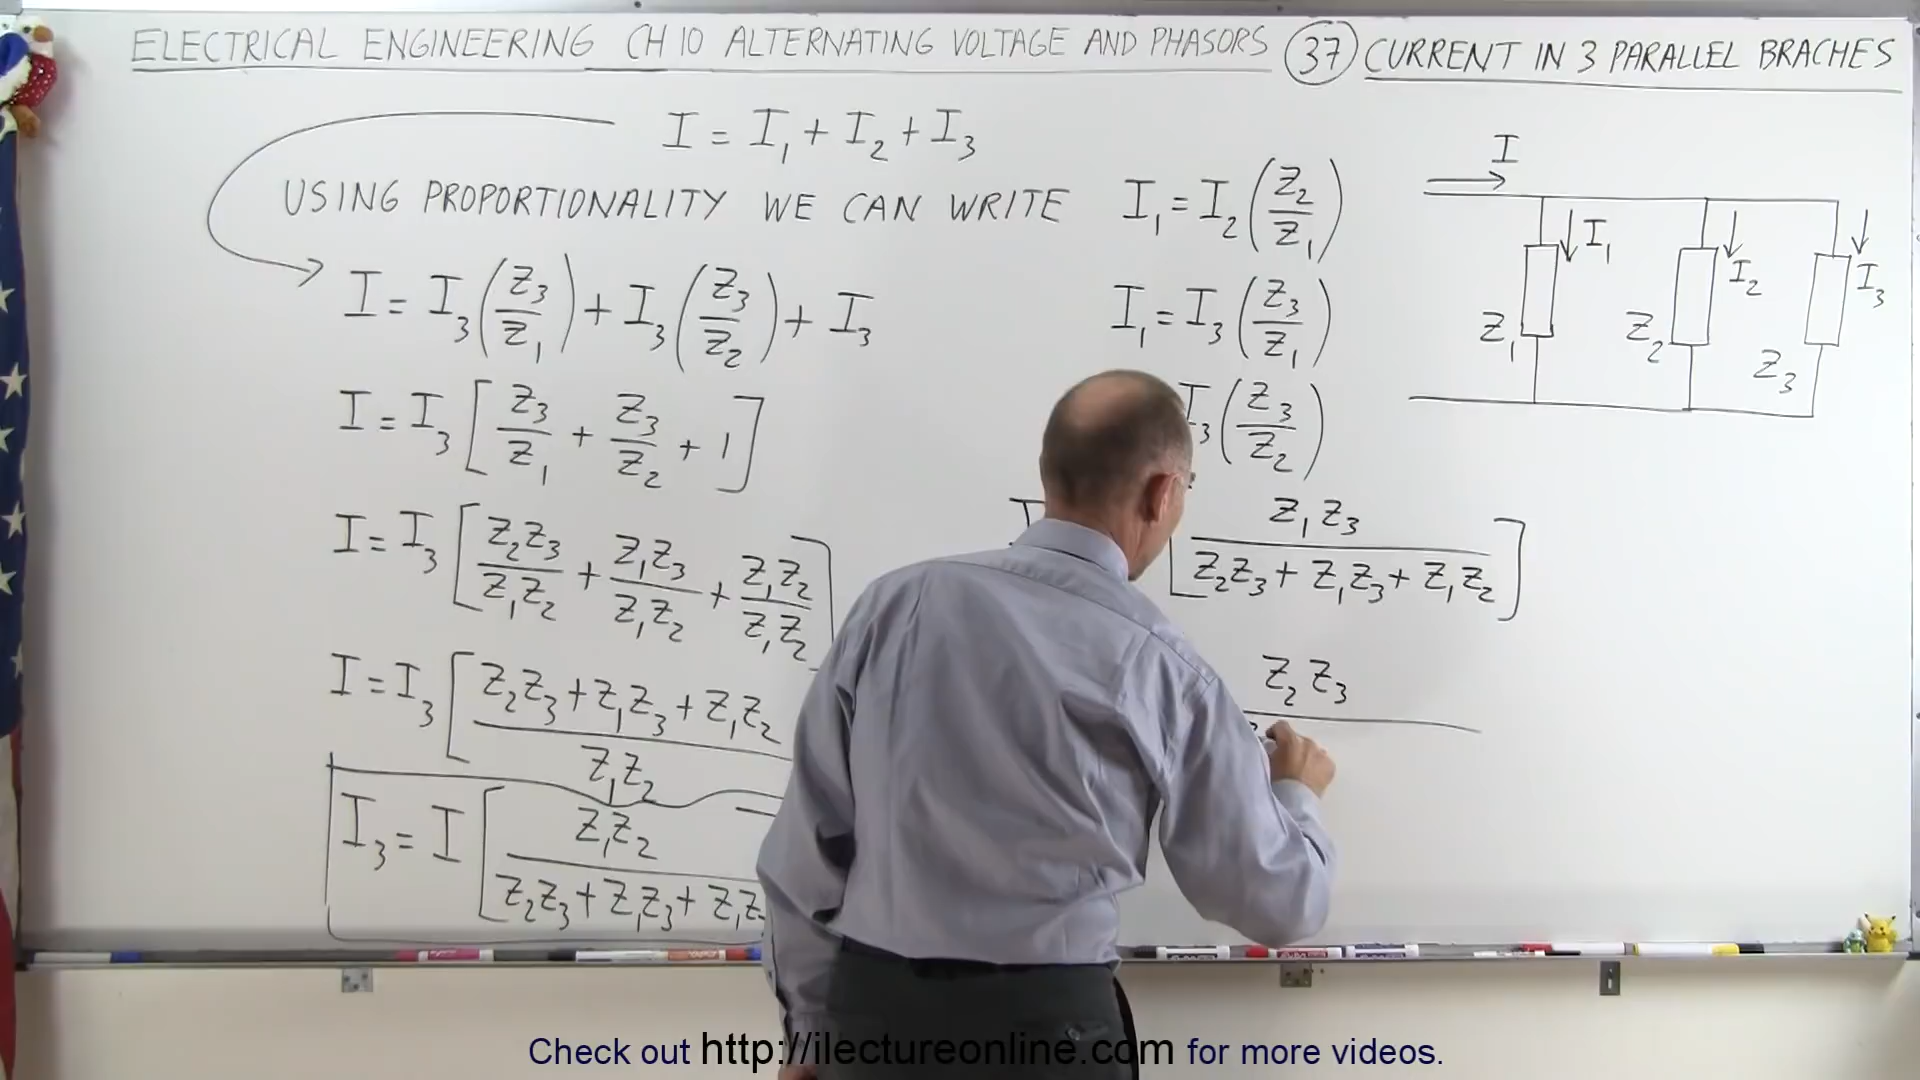 ELECTRICAL ENGINEERING CH 10 ALTERNATING VOLTAGE AND PHASORS (37) CURRENT IN 3 PARALLEL BRACHES
I = I₁ + I₂ + I₃
USING PROPORTIONALITY WE CAN WRITE
I₁ = I₂ (Z₂/Z₁)
I = I₃ (Z₃/Z₁) + I₃ (Z₃/Z₂) + I₃
I₁ = I₃ (Z₃/Z₁)
I = I₃ [Z₃/Z₁ + Z₃/Z₂ + 1]
I₃ (Z₃/Z₂)
I = I₃ [Z₂Z₃/Z₁Z₂ + Z₁Z₃/Z₁Z₂ + Z₁Z₂/Z₁Z₂]
[Z₁Z₃/(Z₂Z₃ + Z₁Z₃ + Z₁Z₂)]
I = I₃ [(Z₂Z₃ + Z₁Z₃ + Z₁Z₂)/Z₁Z₂
Z₂Z₃
I₃ = I [Z₁Z₂/(Z₂Z₃ + Z₁Z₃ + Z₁Z
I
I₁
I₂
I₃
Z₁
Z₂
Z₃
Check out http://ilectureonline.com for more videos.